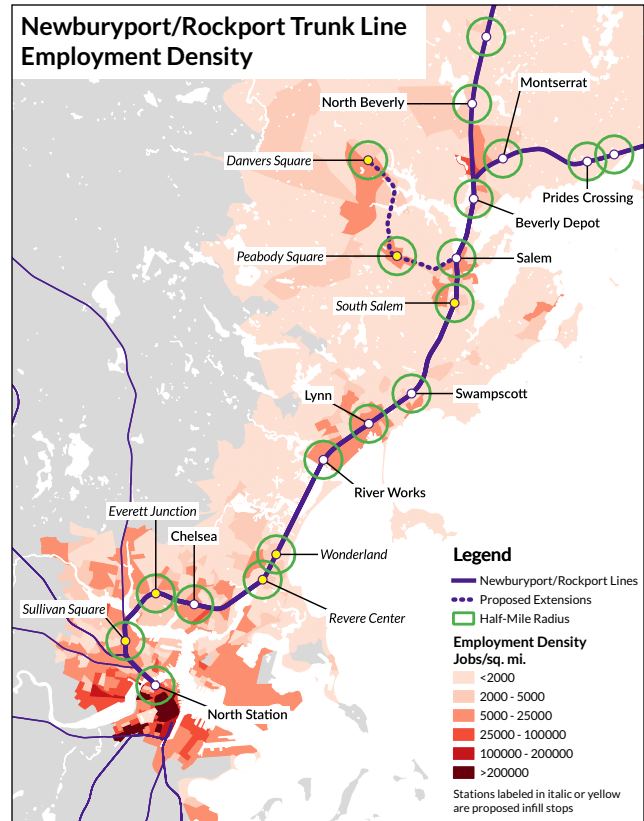 Newburyport/Rockport Trunk Line
Employment Density
Montserrat
North Beverly
Danvers Square
Prides Crossing
Beverly Depot
Peabody Square
Salem
South Salem
Lynn
Swampscott
River Works
Everett Junction
Chelsea
Wonderland
Sullivan Square
Revere Center
North Station
Legend
Newburyport/Rockport Lines
Proposed Extensions
Half-Mile Radius
Employment Density
Jobs/sq. mi.
<2000
2000 - 5000
5000 - 25000
25000 - 100000
100000 - 200000
>200000
Stations labeled in italic or yellow
are proposed infill stops